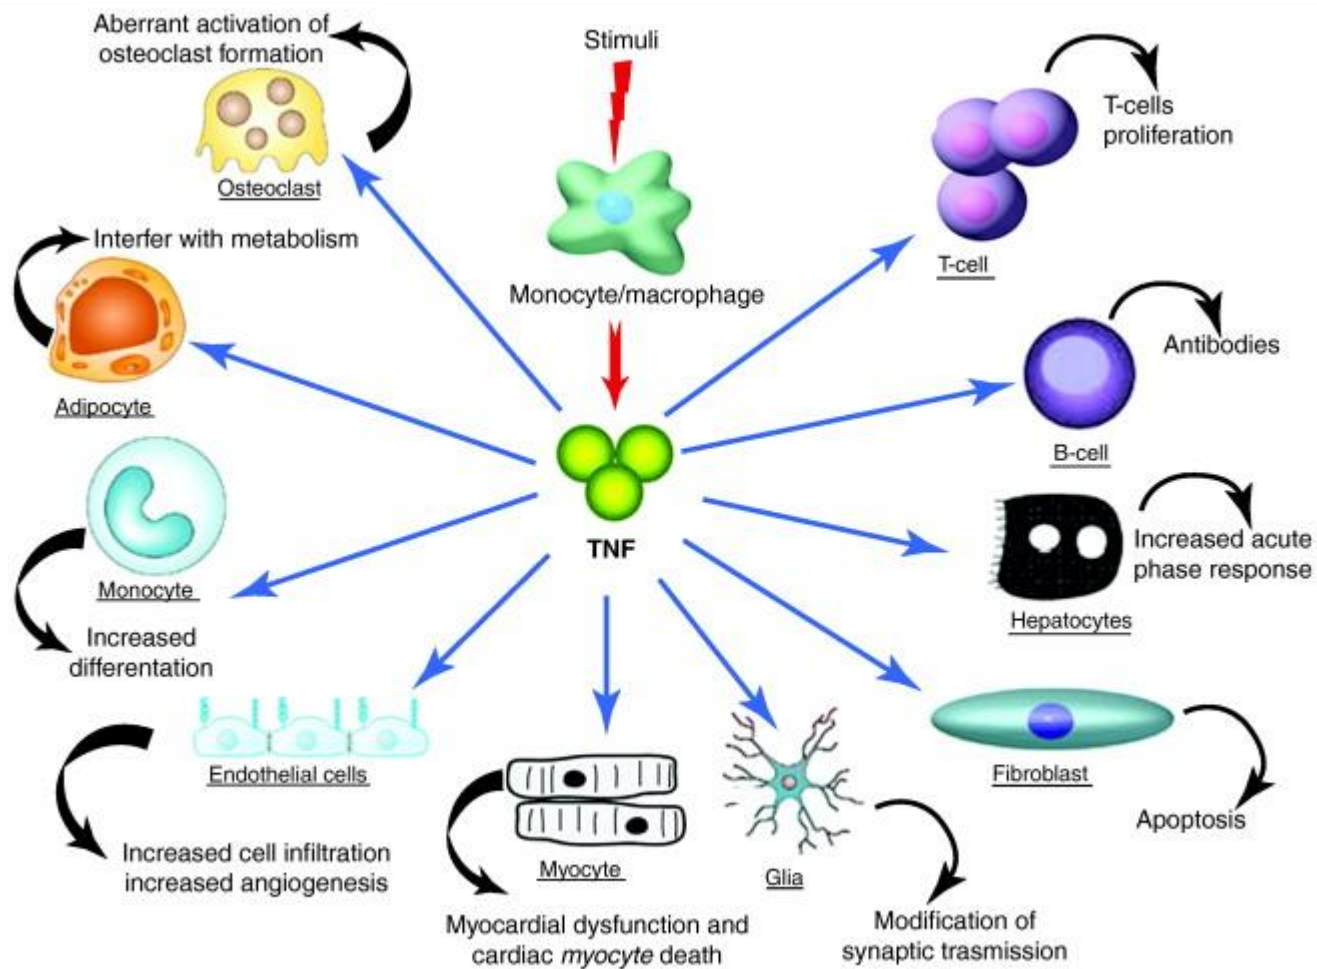 Aberrant activation of
osteoclast formation
Osteoclast
Stimuli
Monocyte/macrophage
T-cells
proliferation
T-cell
Interfer with metabolism
Adipocyte
Antibodies
B-cell
TNF
Monocyte
Increased
differentation
Increased acute
phase response
Hepatocytes
Endothelial cells
Increased cell infiltration
increased angiogenesis
Myocyte
Myocardial dysfunction and
cardiac myocyte death
Glia
Modification of
synaptic trasmission
Fibroblast
Apoptosis